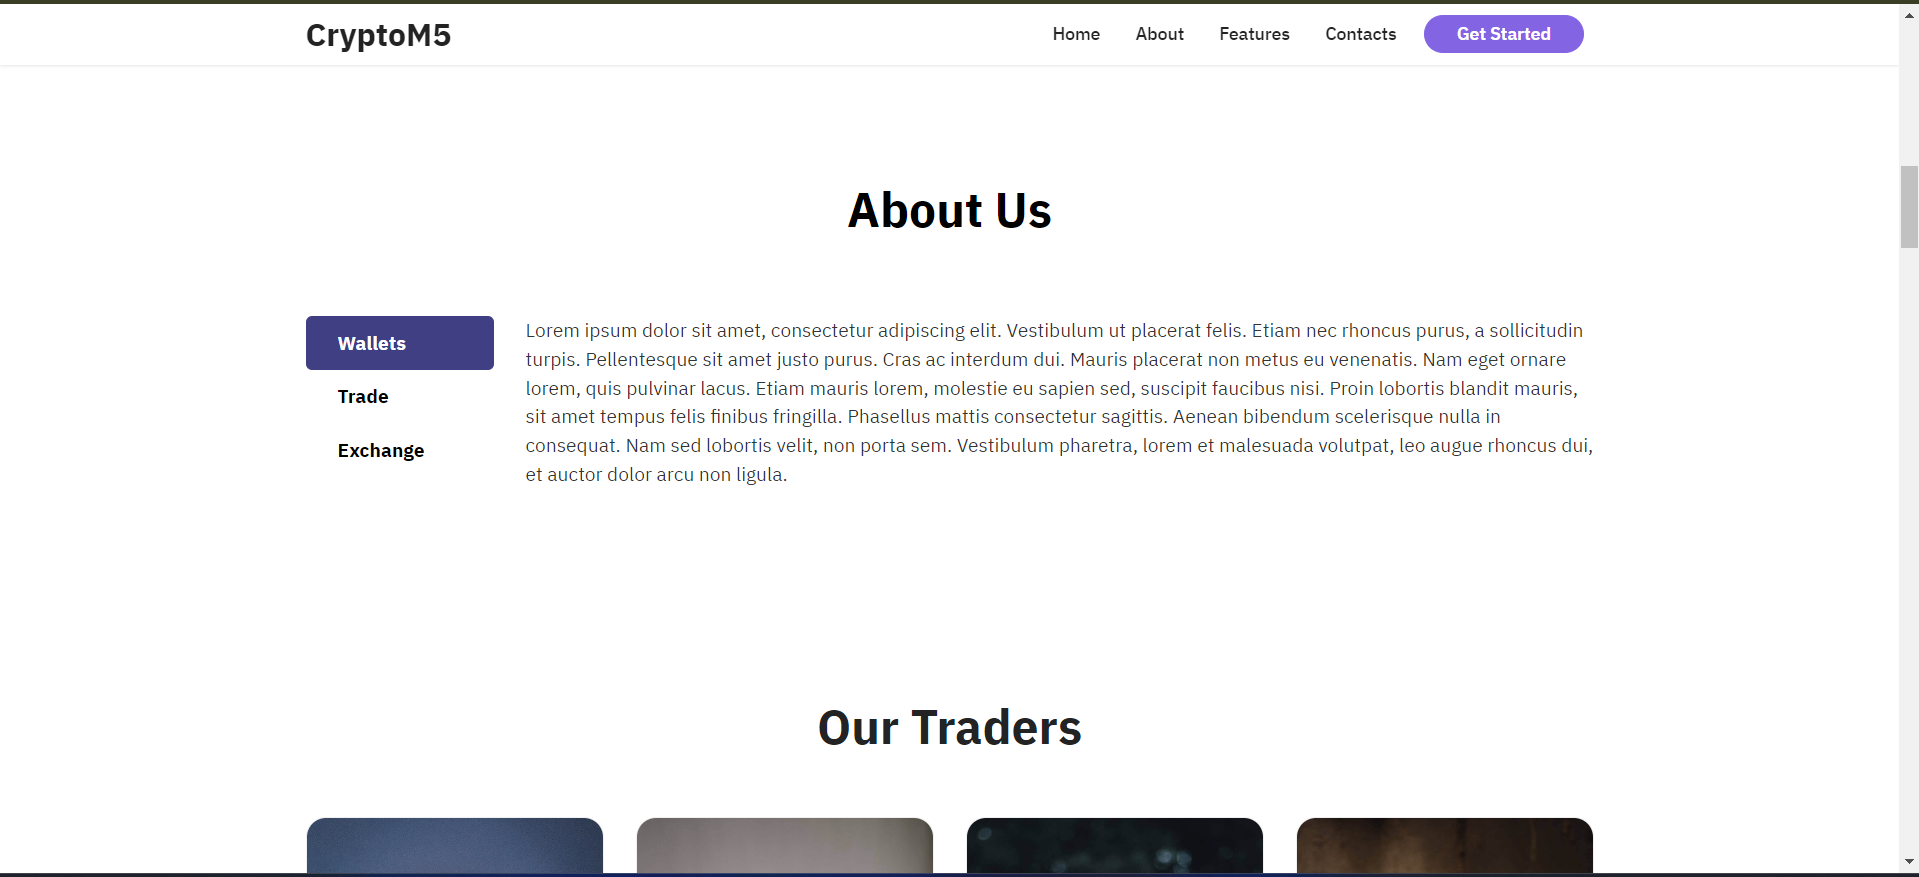 CryptoM5
Home About Features Contacts Get Started
About Us
Wallets
Trade
Exchange
Lorem ipsum dolor sit amet, consectetur adipiscing elit. Vestibulum ut placerat felis. Etiam nec rhoncus purus, a sollicitudin
turpis. Pellentesque sit amet justo purus. Cras ac interdum dui. Mauris placerat non metus eu venenatis. Nam eget ornare
lorem, quis pulvinar lacus. Etiam mauris lorem, molestie eu sapien sed, suscipit faucibus nisi. Proin lobortis blandit mauris,
sit amet tempus felis finibus fringilla. Phasellus mattis consectetur sagittis. Aenean bibendum scelerisque nulla in
consequat. Nam sed lobortis velit, non porta sem. Vestibulum pharetra, lorem et malesuada volutpat, leo augue rhoncus dui,
et auctor dolor arcu non ligula.
Our Traders